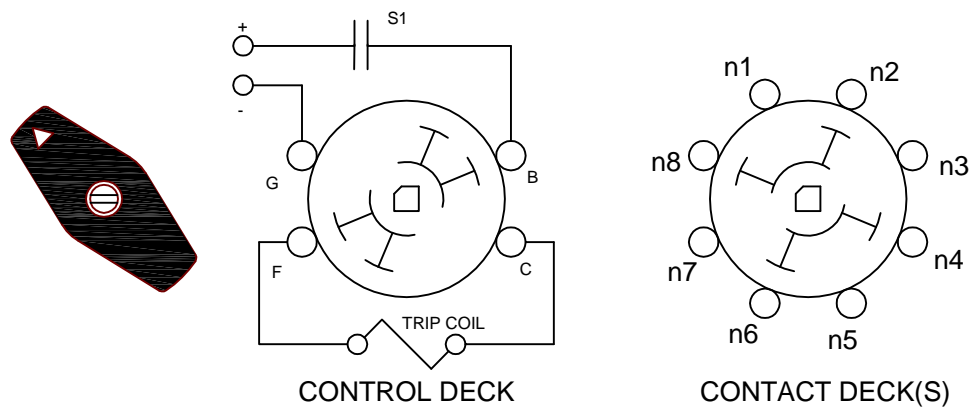 S1
+
-
G
B
F
C
TRIP COIL
CONTROL DECK
n1
n2
n8
n3
n7
n4
n6
n5
CONTACT DECK(S)